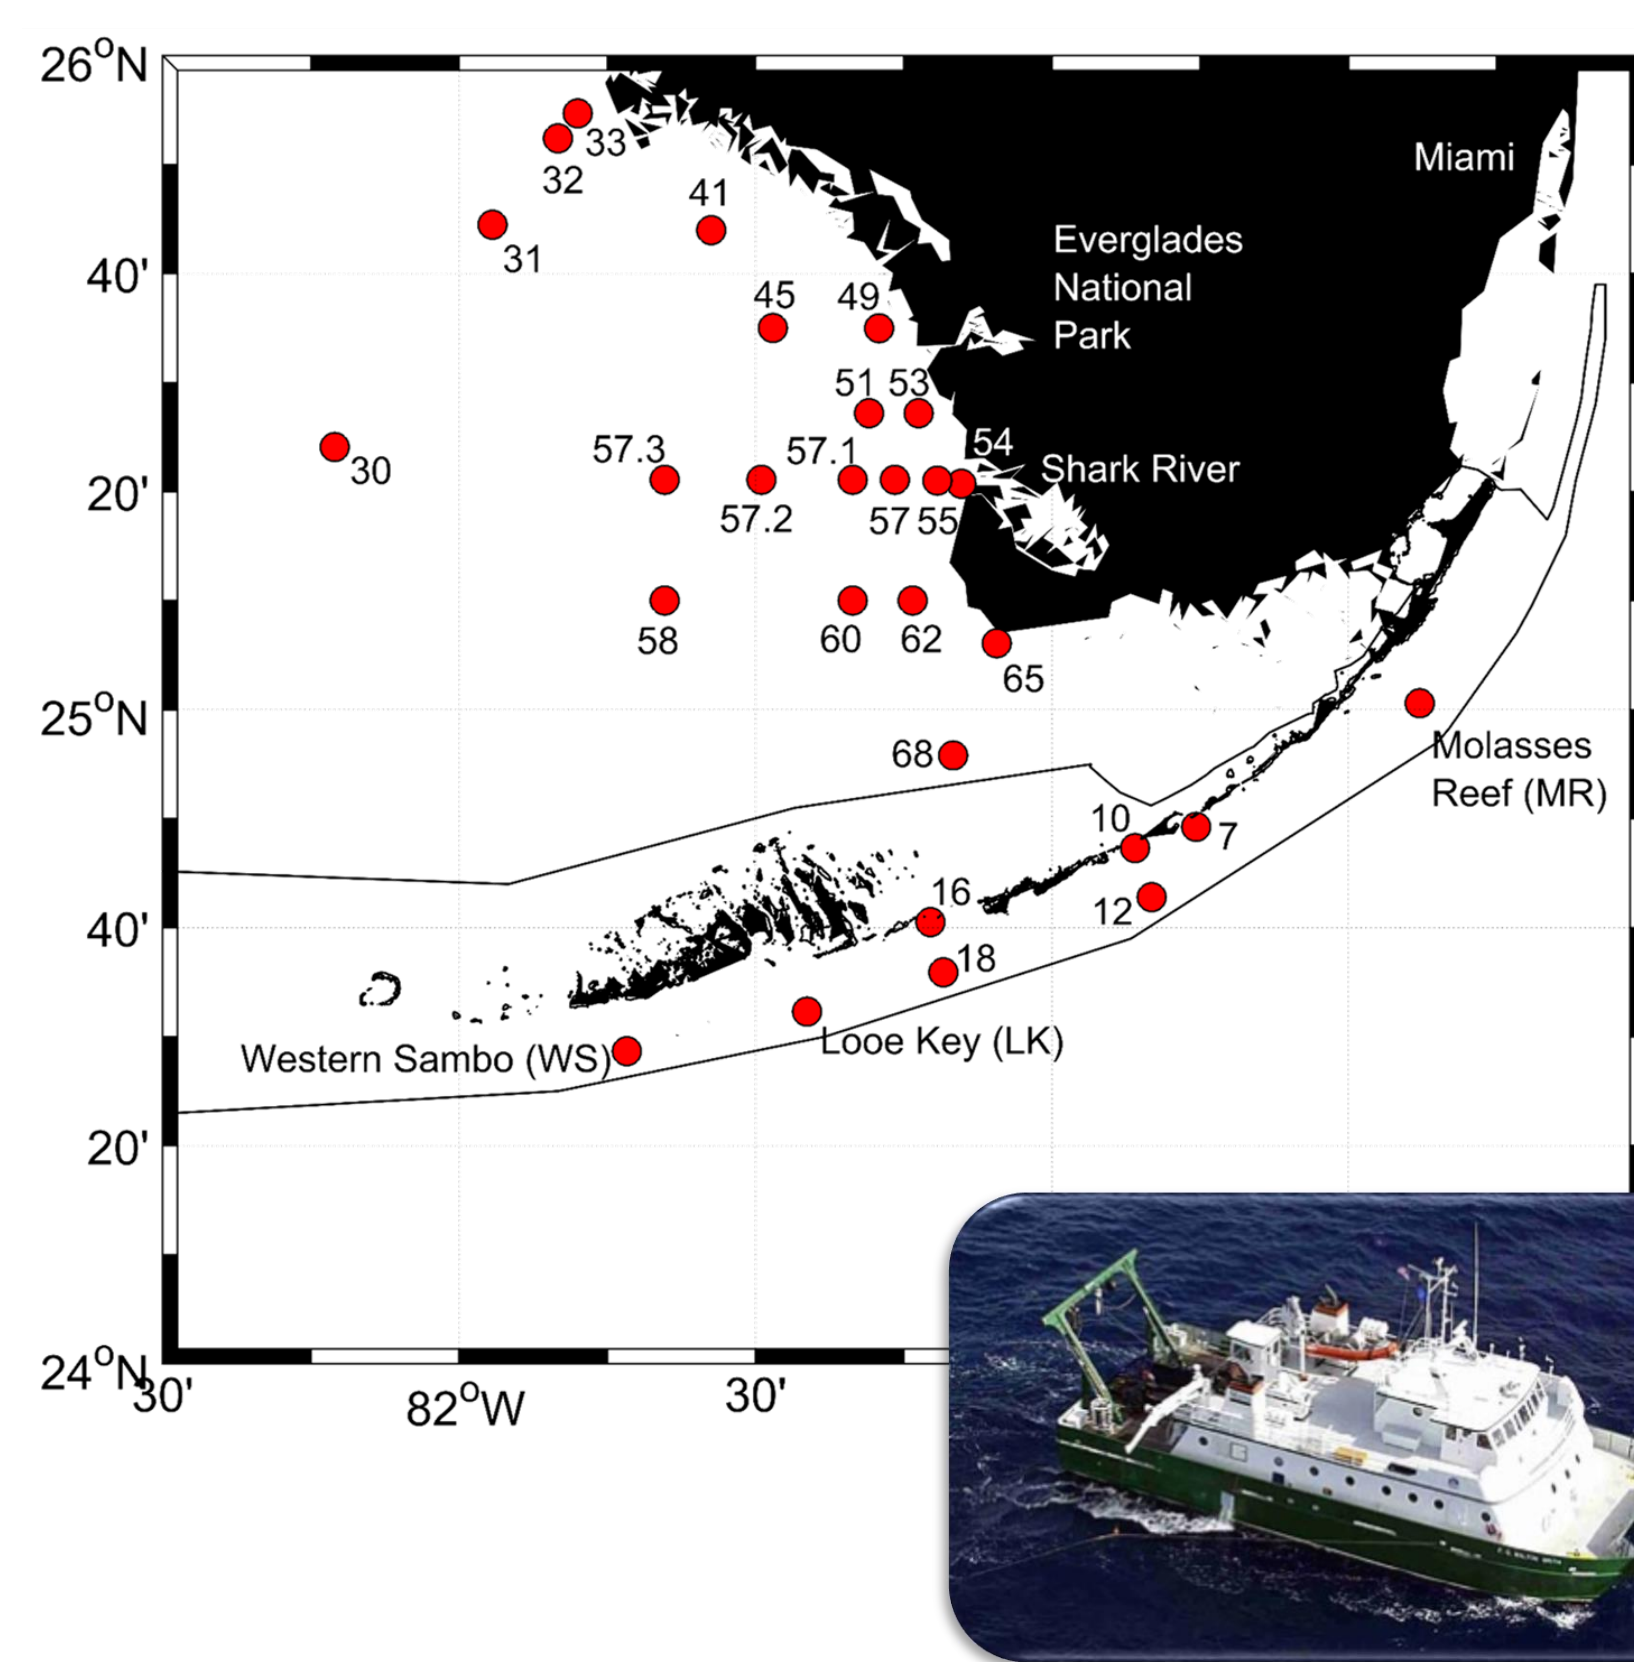 26°N
33
Miami
32
41
31
Everglades
National
Park
40'
45
49
51
53
54
57.3
57.1
30
Shark River
20'
57.2
57
55
58
60
62
65
25°N
68
Molasses
Reef (MR)
10
7
16
12
40'
18
Looe Key (LK)
Western Sambo (WS)
20'
24°N
30'
82°W
30'